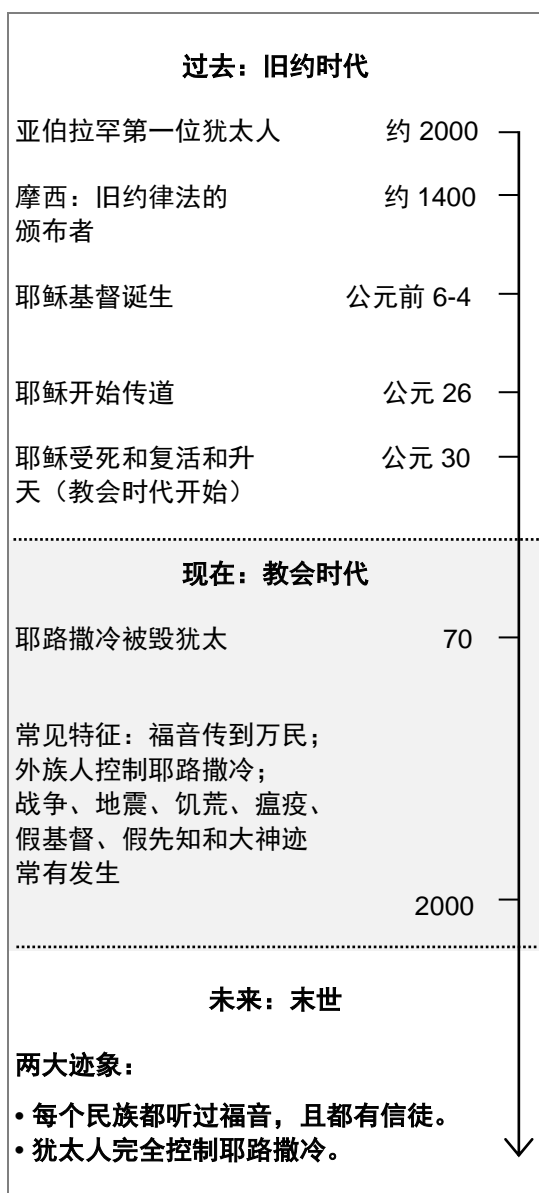 过去：旧约时代
亚伯拉罕第一位犹太人 约 2000
摩西：旧约律法的 约 1400
颁布者
耶稣基督诞生 公元前 6-4
耶稣开始传道 公元 26
耶稣受死和复活和升 公元 30
天（教会时代开始）
现在：教会时代
耶路撒冷被毁犹太 70
常见特征：福音传到万民；
外族人控制耶路撒冷；
战争、地震、饥荒、瘟疫、
假基督、假先知和大神迹
常有发生
2000
未来：末世
两大迹象：
• 每个民族都听过福音，且都有信徒。
• 犹太人完全控制耶路撒冷。